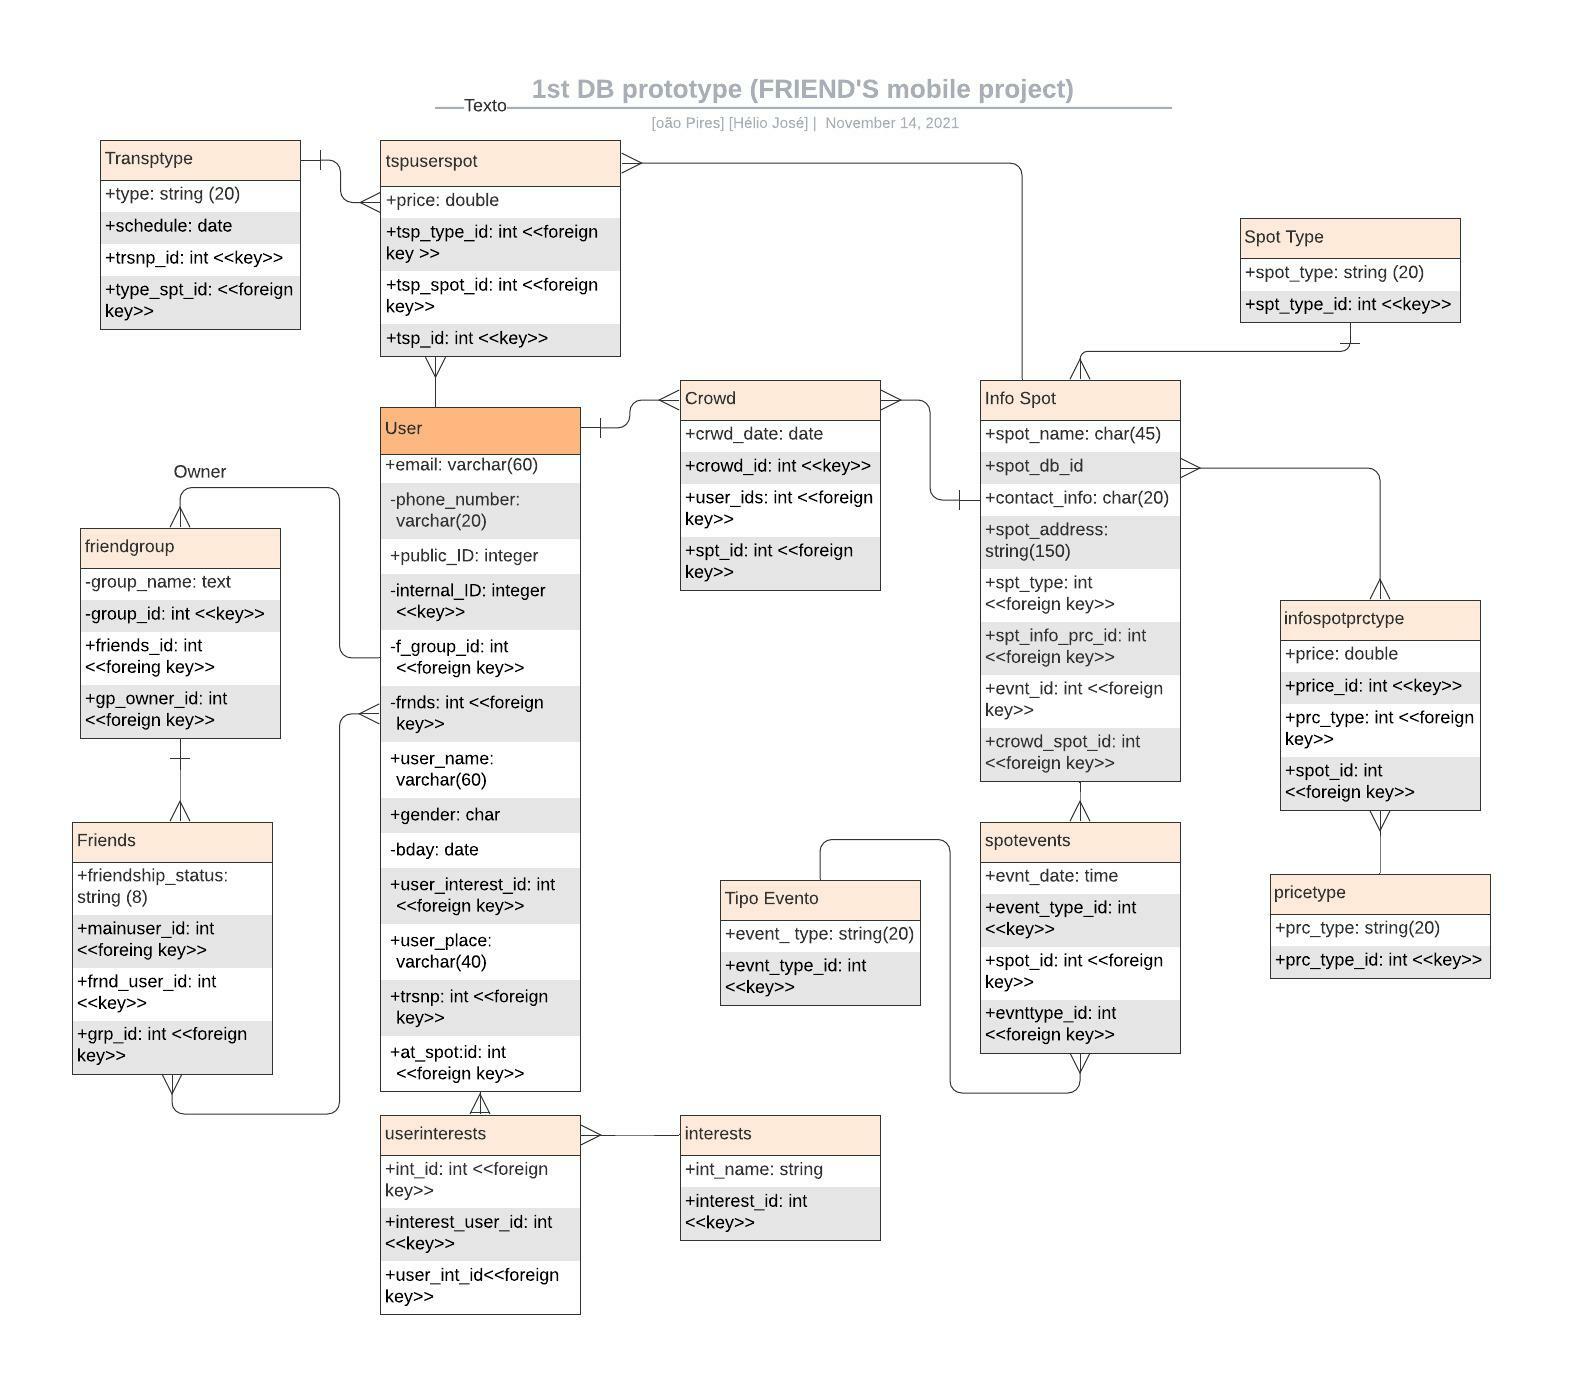 1st DB prototype (FRIEND'S mobile project)
Texto
[oão Pires] [Hélio José] | November 14, 2021
Transptype
+type: string (20)
+schedule: date
+trsnp_id: int <<key>>
+type_spt_id: <<foreign
key>>
tspuserspot
+price: double
+tsp_type_id: int <<foreign
key >>
+tsp_spot_id: int <<foreign
key>>
+tsp_id: int <<key>>
Spot Type
+spot_type: string (20)
+spt_type_id: int <<key>>
User
+email: varchar(60)
-phone_number:
varchar(20)
+public_ID: integer
-internal_ID: integer
<<key>>
-f_group_id: int
<<foreign key>>
-frnds: int <<foreign
key>>
+user_name:
varchar(60)
+gender: char
-bday: date
+user_interest_id: int
<<foreign key>>
+user_place:
varchar(40)
+trsnp: int <<foreign
key>>
+at_spot:id: int
<<foreign key>>
Crowd
+crwd_date: date
+crowd_id: int <<key>>
+user_ids: int <<foreign
key>>
+spt_id: int <<foreign
key>>
Info Spot
+spot_name: char(45)
+spot_db_id
+contact_info: char(20)
+spot_address:
string(150)
+spt_type: int
<<foreign key>>
+spt_info_prc_id: int
<<foreign key>>
+evnt_id: int <<foreign
key>>
+crowd_spot_id: int
<<foreign key>>
Owner
friendgroup
-group_name: text
-group_id: int <<key>>
+friends_id: int
<<foreing key>>
+gp_owner_id: int
<<foreign key>>
infospotprctype
+price: double
+price_id: int <<key>>
+prc_type: int <<foreign
key>>
+spot_id: int
<<foreign key>>
Friends
+friendship_status:
string (8)
+mainuser_id: int
<<foreing key>>
+frnd_user_id: int
<<key>>
+grp_id: int <<foreign
key>>
Tipo Evento
+event_ type: string(20)
+evnt_type_id: int
<<key>>
spotevents
+evnt_date: time
+event_type_id: int
<<key>>
+spot_id: int <<foreign
key>>
+evnttype_id: int
<<foreign key>>
pricetype
+prc_type: string(20)
+prc_type_id: int <<key>>
userinterests
+int_id: int <<foreign
key>>
+interest_user_id: int
<<key>>
+user_int_id<<foreign
key>>
interests
+int_name: string
+interest_id: int
<<key>>